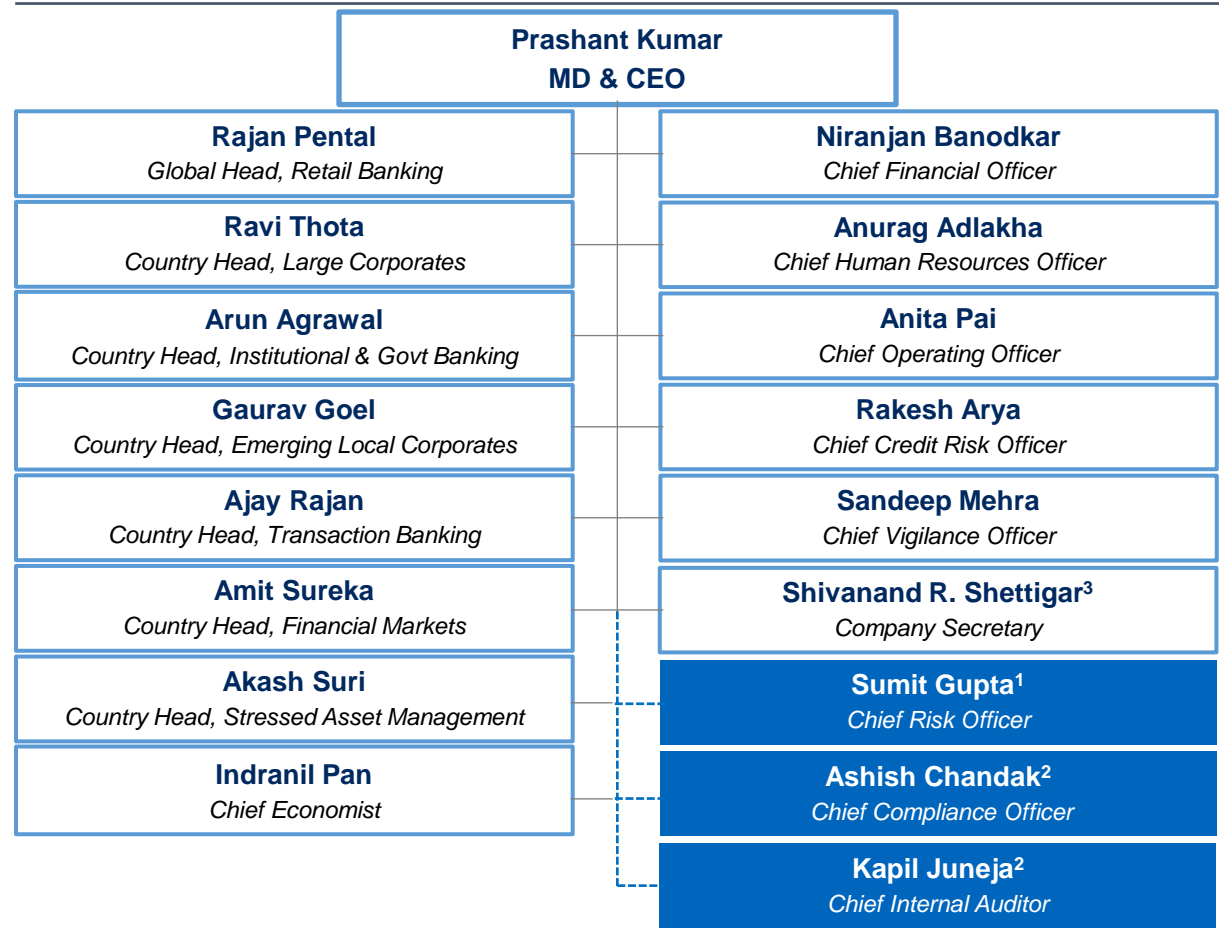 Prashant Kumar
MD & CEO
Rajan Pental
Global Head, Retail Banking
Niranjan Banodkar
Chief Financial Officer
Ravi Thota
Country Head, Large Corporates
Anurag Adlakha
Chief Human Resources Officer
Arun Agrawal
Country Head, Institutional & Govt Banking
Anita Pai
Chief Operating Officer
Gaurav Goel
Country Head, Emerging Local Corporates
Rakesh Arya
Chief Credit Risk Officer
Ajay Rajan
Country Head, Transaction Banking
Sandeep Mehra
Chief Vigilance Officer
Amit Sureka
Country Head, Financial Markets
Shivanand R. Shettigar³
Company Secretary
Akash Suri
Country Head, Stressed Asset Management
Sumit Gupta¹
Chief Risk Officer
Indranil Pan
Chief Economist
Ashish Chandak²
Chief Compliance Officer
Kapil Juneja²
Chief Internal Auditor